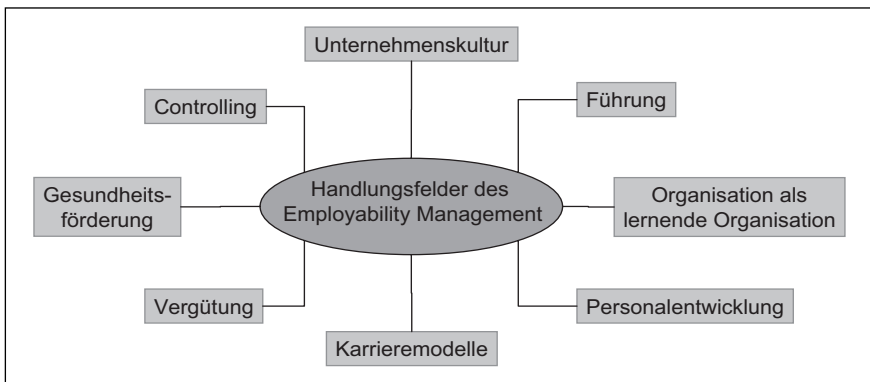 Unternehmenskultur
Controlling
Führung
Gesundheits-
förderung
Handlungsfelder des
Employability Management
Organisation als
lernende Organisation
Vergütung
Personalentwicklung
Karrieremodelle